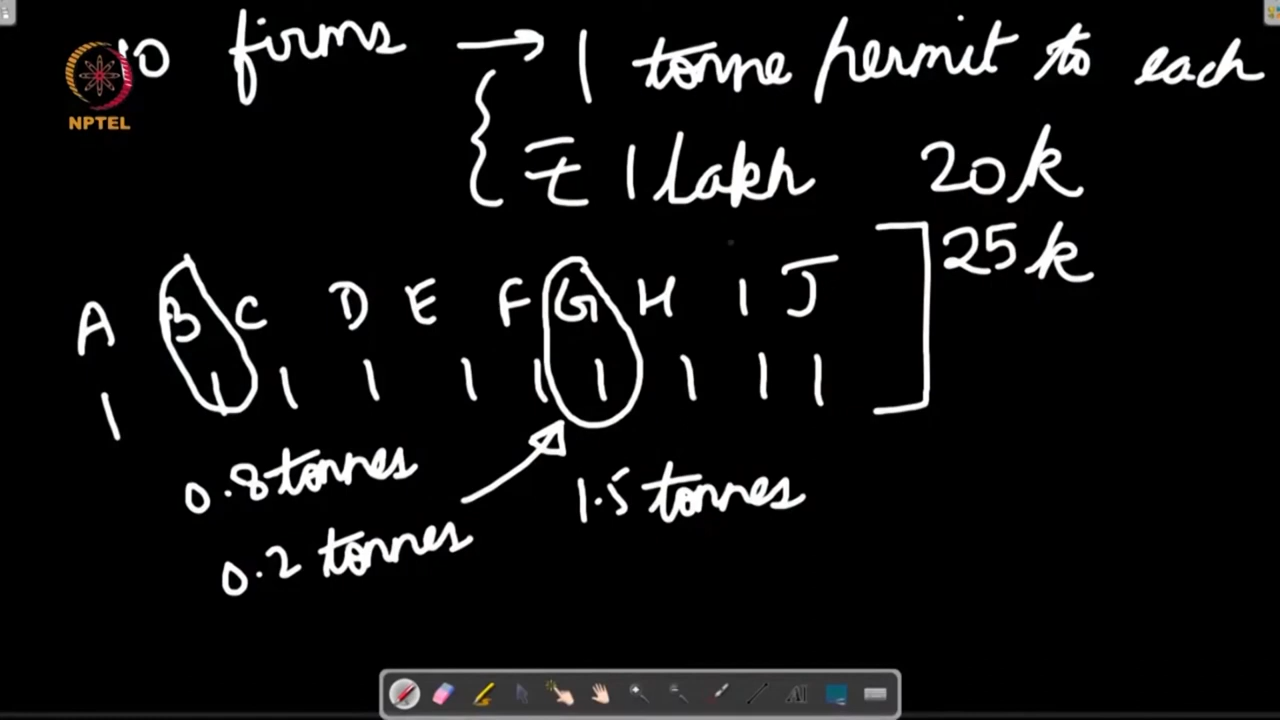 10 firms → 1 tonne permit to each
NPTEL
₹ 1 lakh 20k
25k
A B C D E F G H I J
1 1 1 1 1 1 1 1 1 1
0.8 tonnes
1.5 tonnes
0.2 tonnes
AI